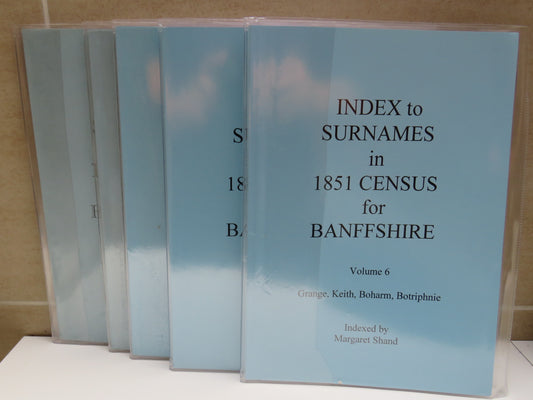 INDEX to
SURNAMES
in
1851 CENSUS
for
BANFFSHIRE
Volume 6
Grange, Keith, Boharm, Botriphnie
Indexed by
Margaret Shand